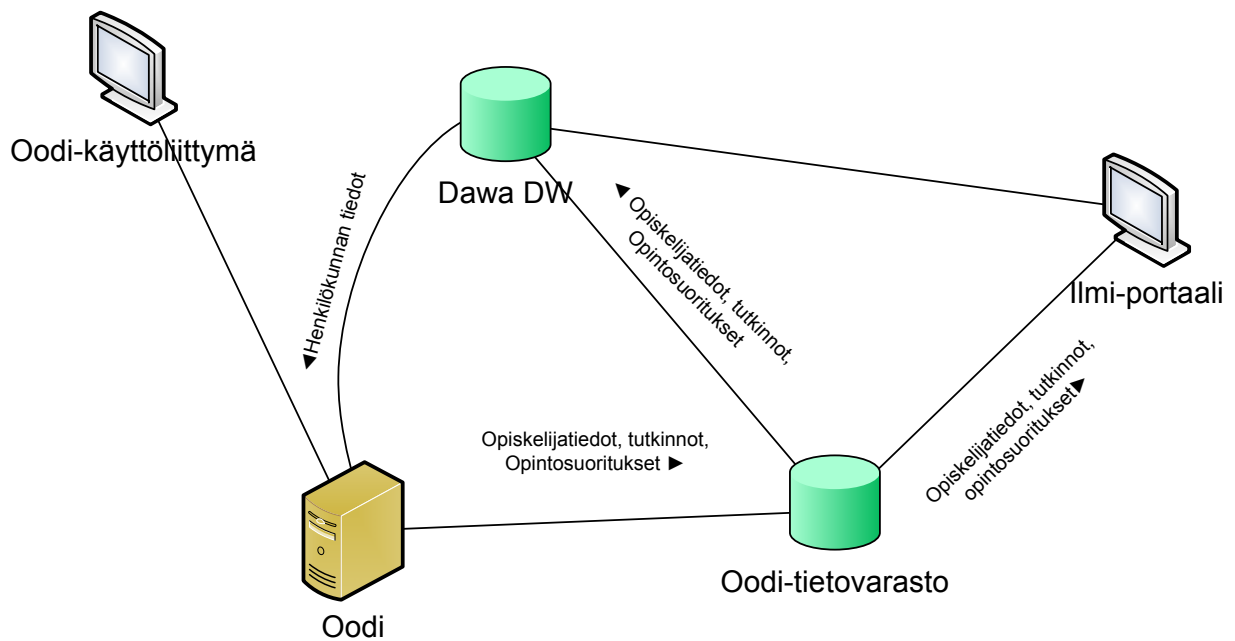 Oodi-käyttöliittymä
Dawa DW
◄Henkilökunnan tiedot
◄ Opiskelijatiedot, tutkinnot,
Opintosuoritukset
Ilmi-portaali
Opiskelijatiedot, tutkinnot,
opintosuoritukset►
Opiskelijatiedot, tutkinnot,
Opintosuoritukset ►
Oodi-tietovarasto
Oodi